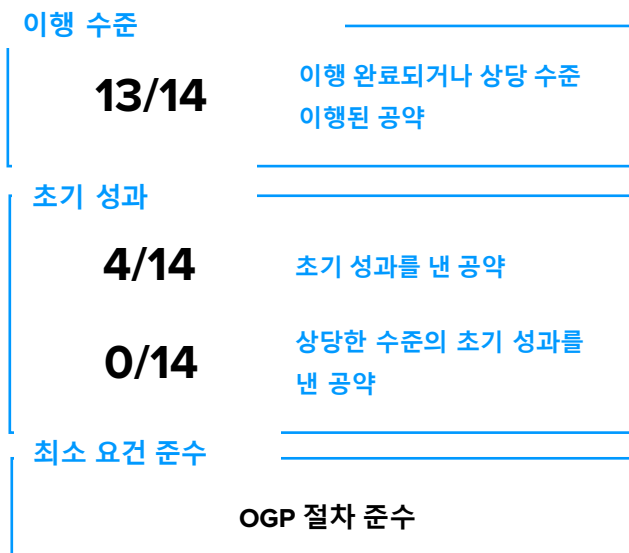 이행 수준
13/14
이행 완료되거나 상당 수준
이행된 공약
초기 성과
4/14
초기 성과를 낸 공약
0/14
상당한 수준의 초기 성과를
낸 공약
최소 요건 준수
OGP 절차 준수